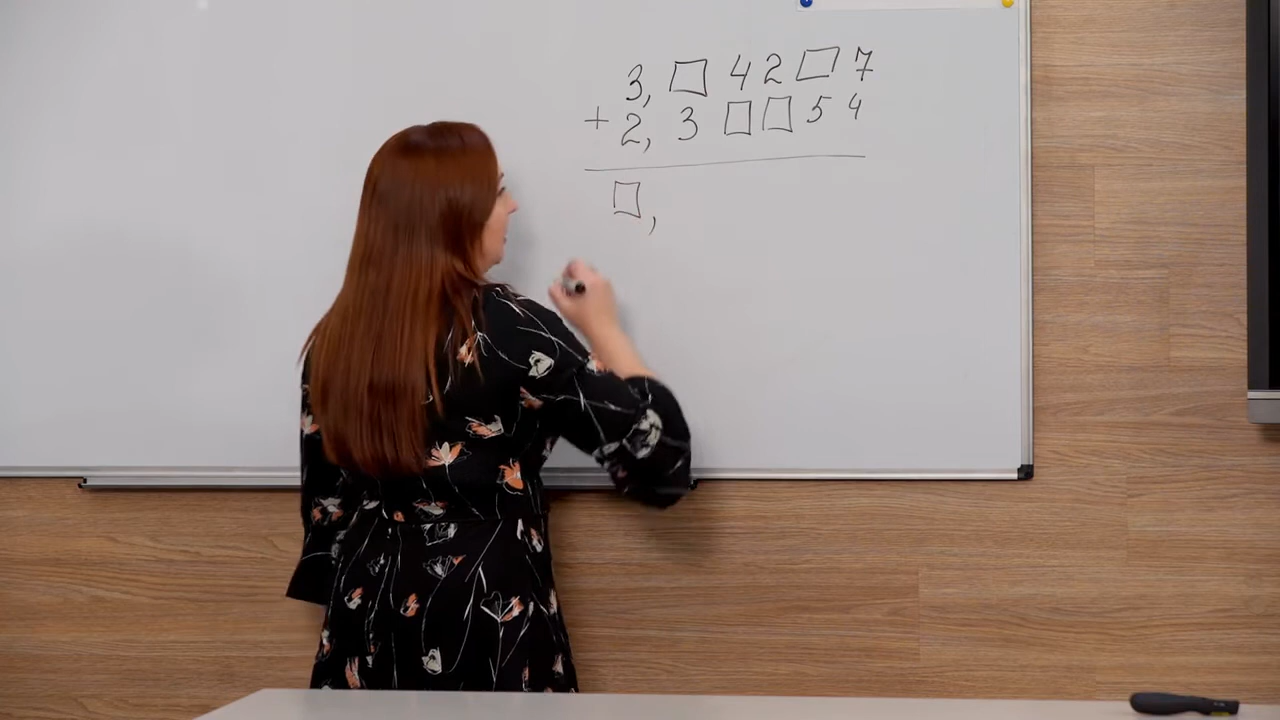 3, □ 4 2 □ 7
+ 2, 3 □ □ 5 4
□ ,